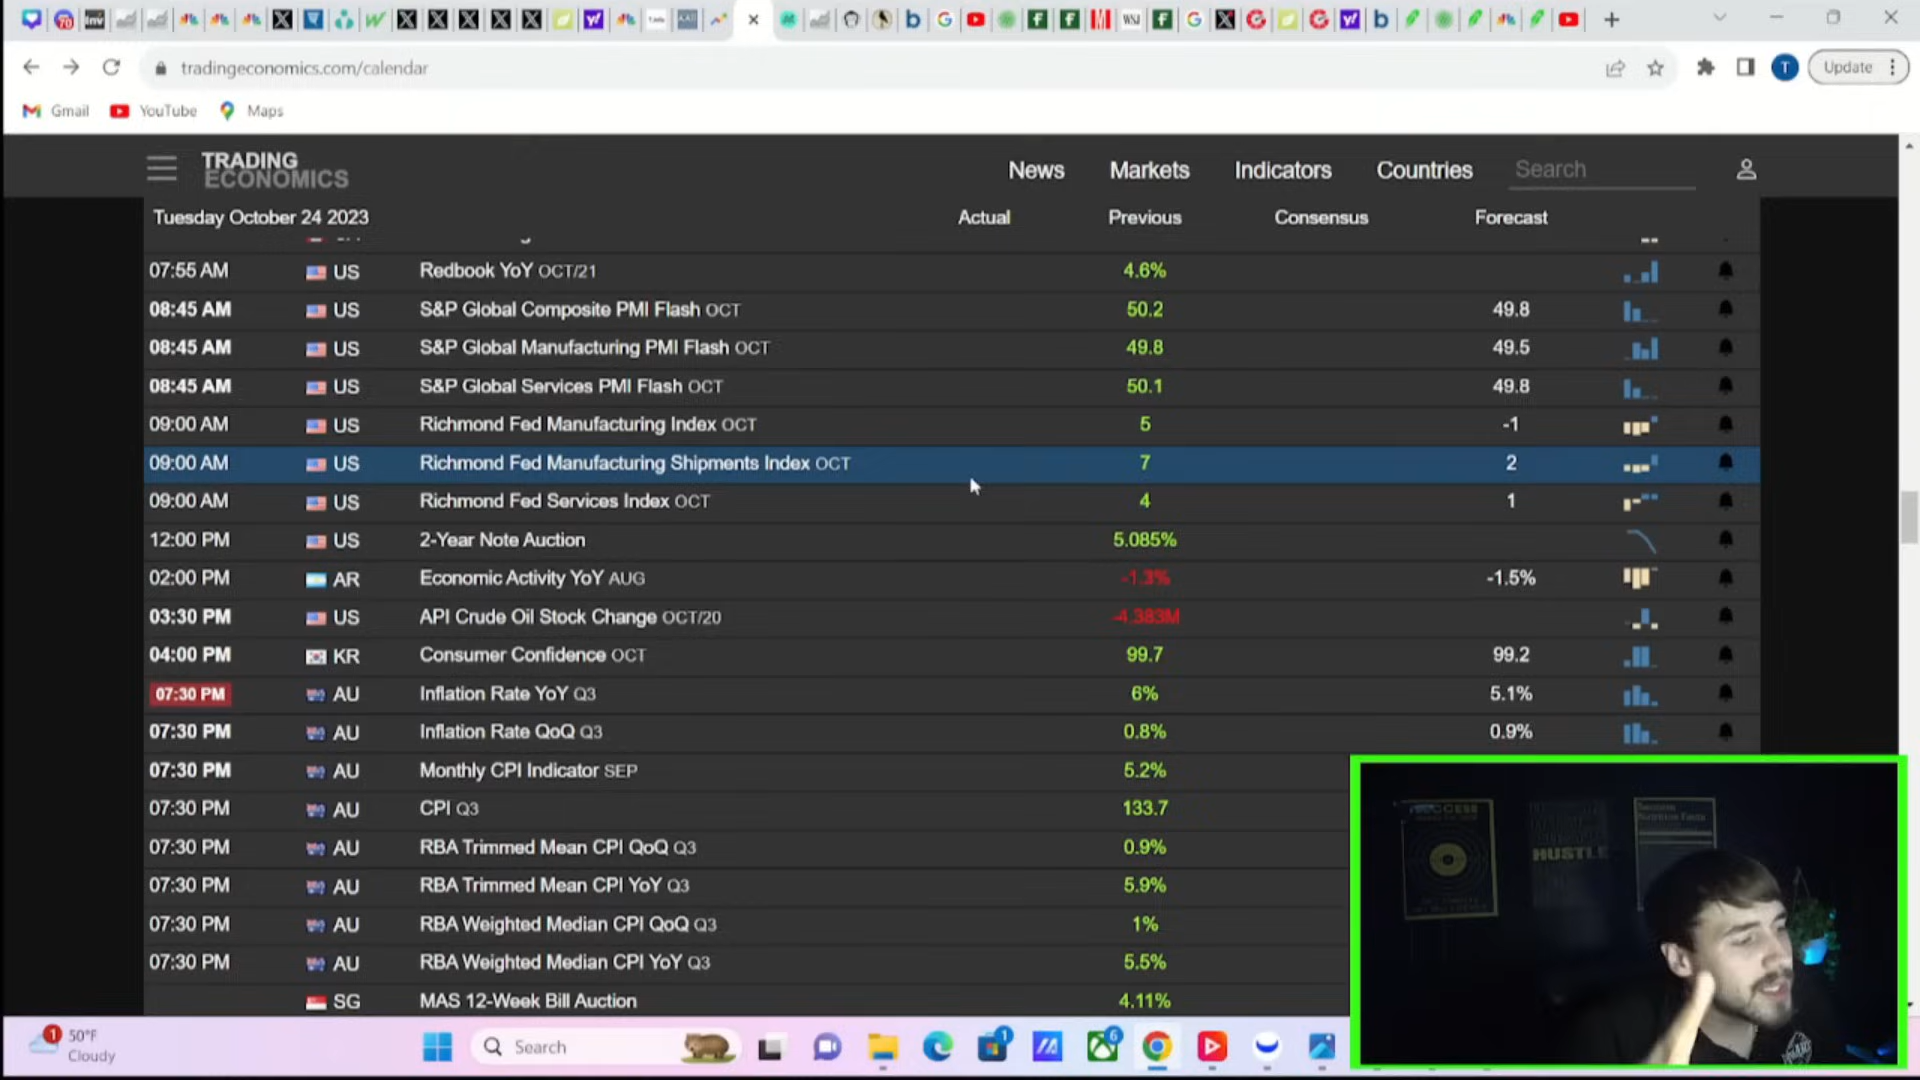 tradingeconomics.com/calendar
Update
Gmail YouTube Maps
TRADING
ECONOMICS
News Markets Indicators Countries Search
Tuesday October 24 2023 Actual Previous Consensus Forecast
07:55 AM US Redbook YoY OCT/21 4.6%
08:45 AM US S&P Global Composite PMI Flash OCT 50.2 49.8
08:45 AM US S&P Global Manufacturing PMI Flash OCT 49.8 49.5
08:45 AM US S&P Global Services PMI Flash OCT 50.1 49.8
09:00 AM US Richmond Fed Manufacturing Index OCT 5 -1
09:00 AM US Richmond Fed Manufacturing Shipments Index OCT 7 2
09:00 AM US Richmond Fed Services Index OCT 4 1
12:00 PM US 2-Year Note Auction 5.085%
02:00 PM AR Economic Activity YoY AUG -1.3% -1.5%
03:30 PM US API Crude Oil Stock Change OCT/20 -4.383M
04:00 PM KR Consumer Confidence OCT 99.7 99.2
07:30 PM AU Inflation Rate YoY Q3 6% 5.1%
07:30 PM AU Inflation Rate QoQ Q3 0.8% 0.9%
07:30 PM AU Monthly CPI Indicator SEP 5.2%
07:30 PM AU CPI Q3 133.7
07:30 PM AU RBA Trimmed Mean CPI QoQ Q3 0.9%
07:30 PM AU RBA Trimmed Mean CPI YoY Q3 5.9%
07:30 PM AU RBA Weighted Median CPI QoQ Q3 1%
07:30 PM AU RBA Weighted Median CPI YoY Q3 5.5%
SG MAS 12-Week Bill Auction 4.11%
SUCCESS
HUSTLE
1 50°F
Cloudy
Search
1
6